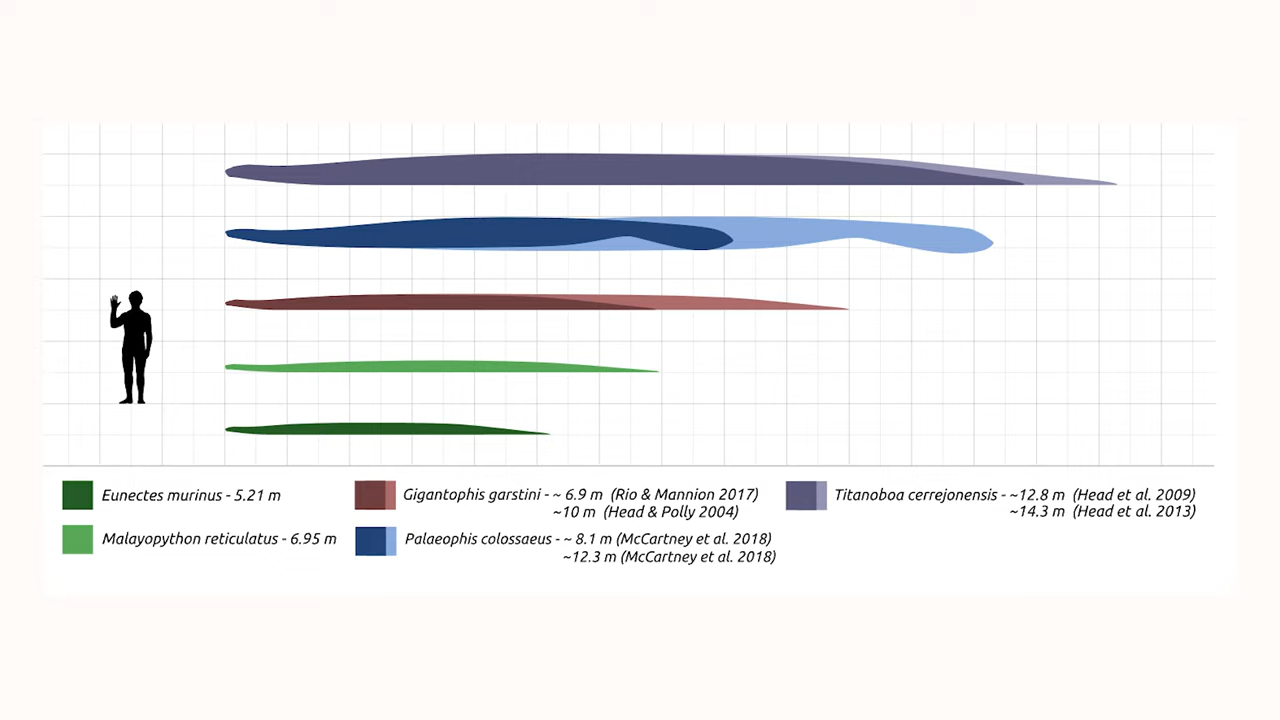 Eunectes murinus - 5.21 m
Malayopython reticulatus - 6.95 m
Gigantophis garstini - ~ 6.9 m (Rio & Mannion 2017)
~10 m (Head & Polly 2004)
Palaeophis colossaeus - ~ 8.1 m (McCartney et al. 2018)
~12.3 m (McCartney et al. 2018)
Titanoboa cerrejonensis - ~12.8 m (Head et al. 2009)
~14.3 m (Head et al. 2013)